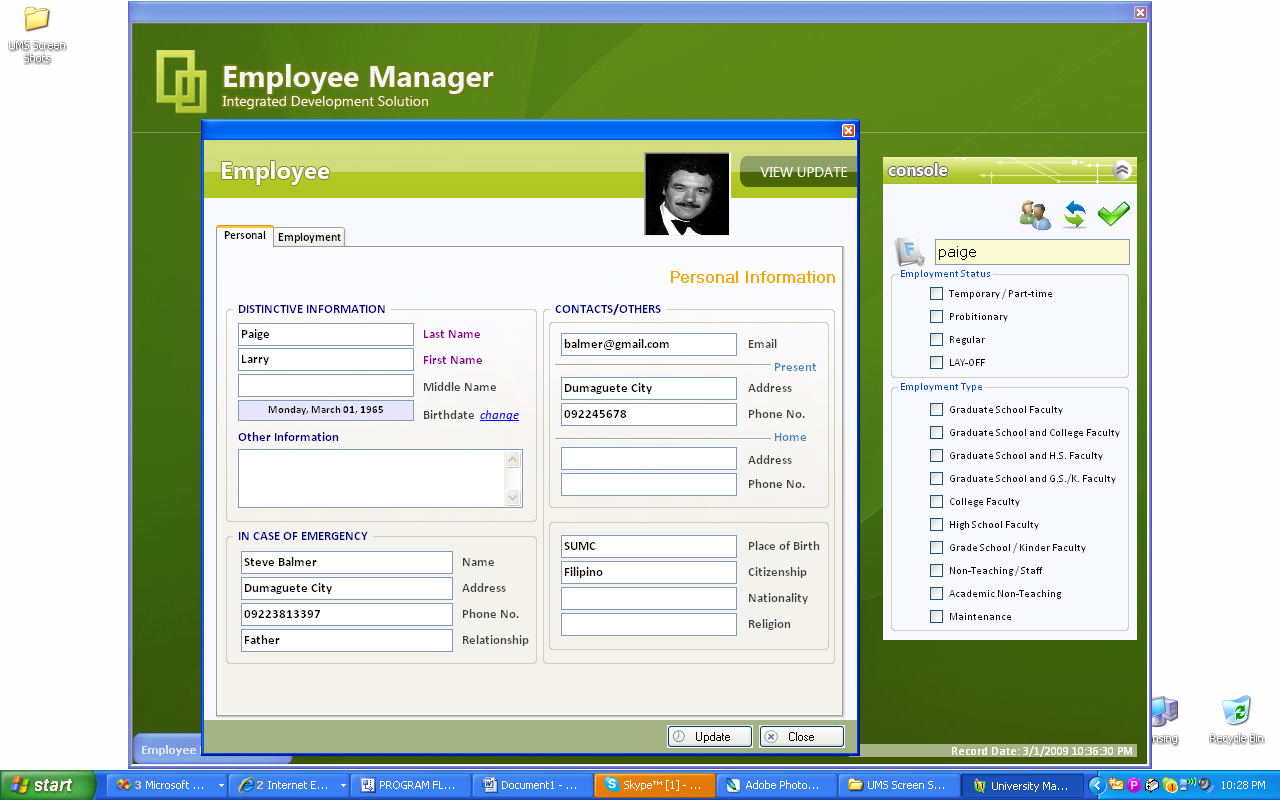 UMS Screen
Shots
Employee Manager
Integrated Development Solution
Employee
VIEW UPDATE
Personal
Employment
Personal Information
DISTINCTIVE INFORMATION
Paige
Last Name
Larry
First Name
Middle Name
Monday, March 01, 1965
Birthdate change
Other Information
IN CASE OF EMERGENCY
Steve Balmer
Name
Dumaguete City
Address
09223813397
Phone No.
Father
Relationship
CONTACTS/OTHERS
balmer@gmail.com
Email
Present
Dumaguete City
Address
092245678
Phone No.
Home
Address
Phone No.
SUMC
Place of Birth
Filipino
Citizenship
Nationality
Religion
Update
Close
console
paige
Employment Status
Temporary / Part-time
Probitionary
Regular
LAY-OFF
Employment Type
Graduate School Faculty
Graduate School and College Faculty
Graduate School and H.S. Faculty
Graduate School and G.S./K. Faculty
College Faculty
High School Faculty
Grade School / Kinder Faculty
Non-Teaching / Staff
Academic Non-Teaching
Maintenance
Employee
Record Date: 3/1/2009 10:36:30 PM
Recycle Bin
start
3 Microsoft ...
2 Internet E...
PROGRAM FL...
Document1 - ...
Skype™ [1] - ...
Adobe Photo...
UMS Screen S...
University Ma...
10:28 PM